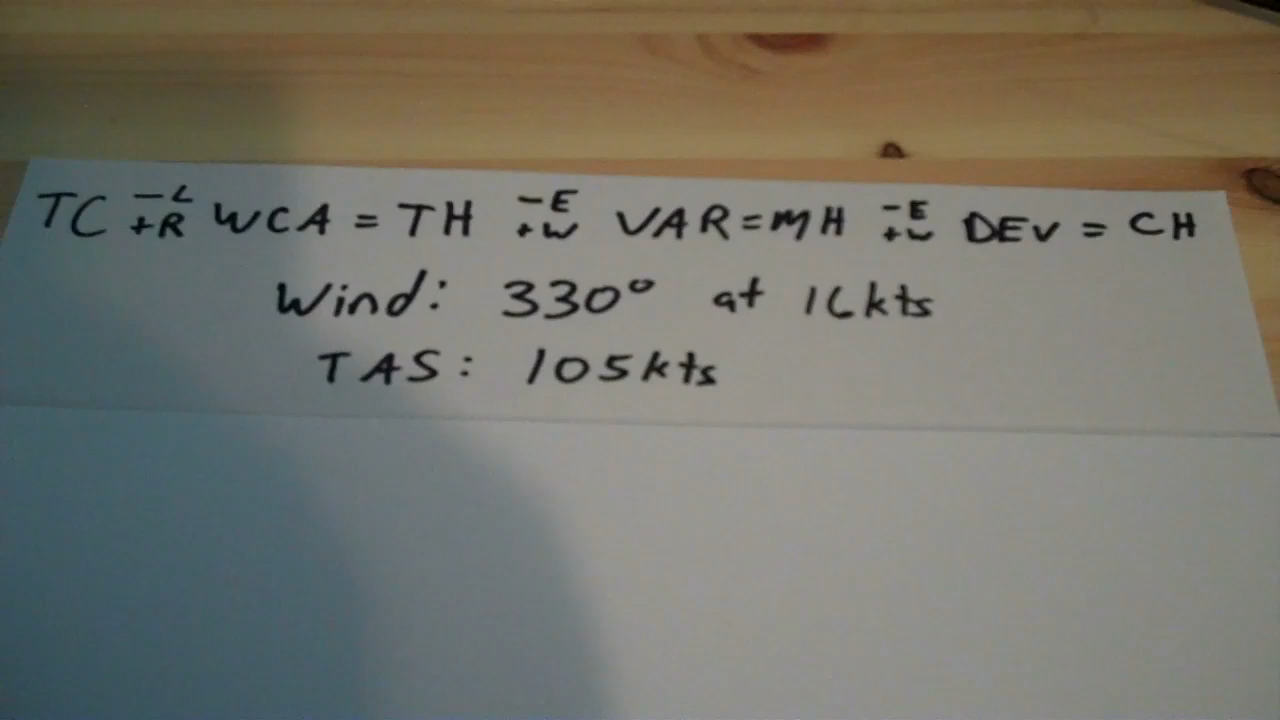 TC -L +R WCA = TH -E +W VAR = MH -E +W DEV = CH
Wind: 330° at 16kts
TAS: 105kts